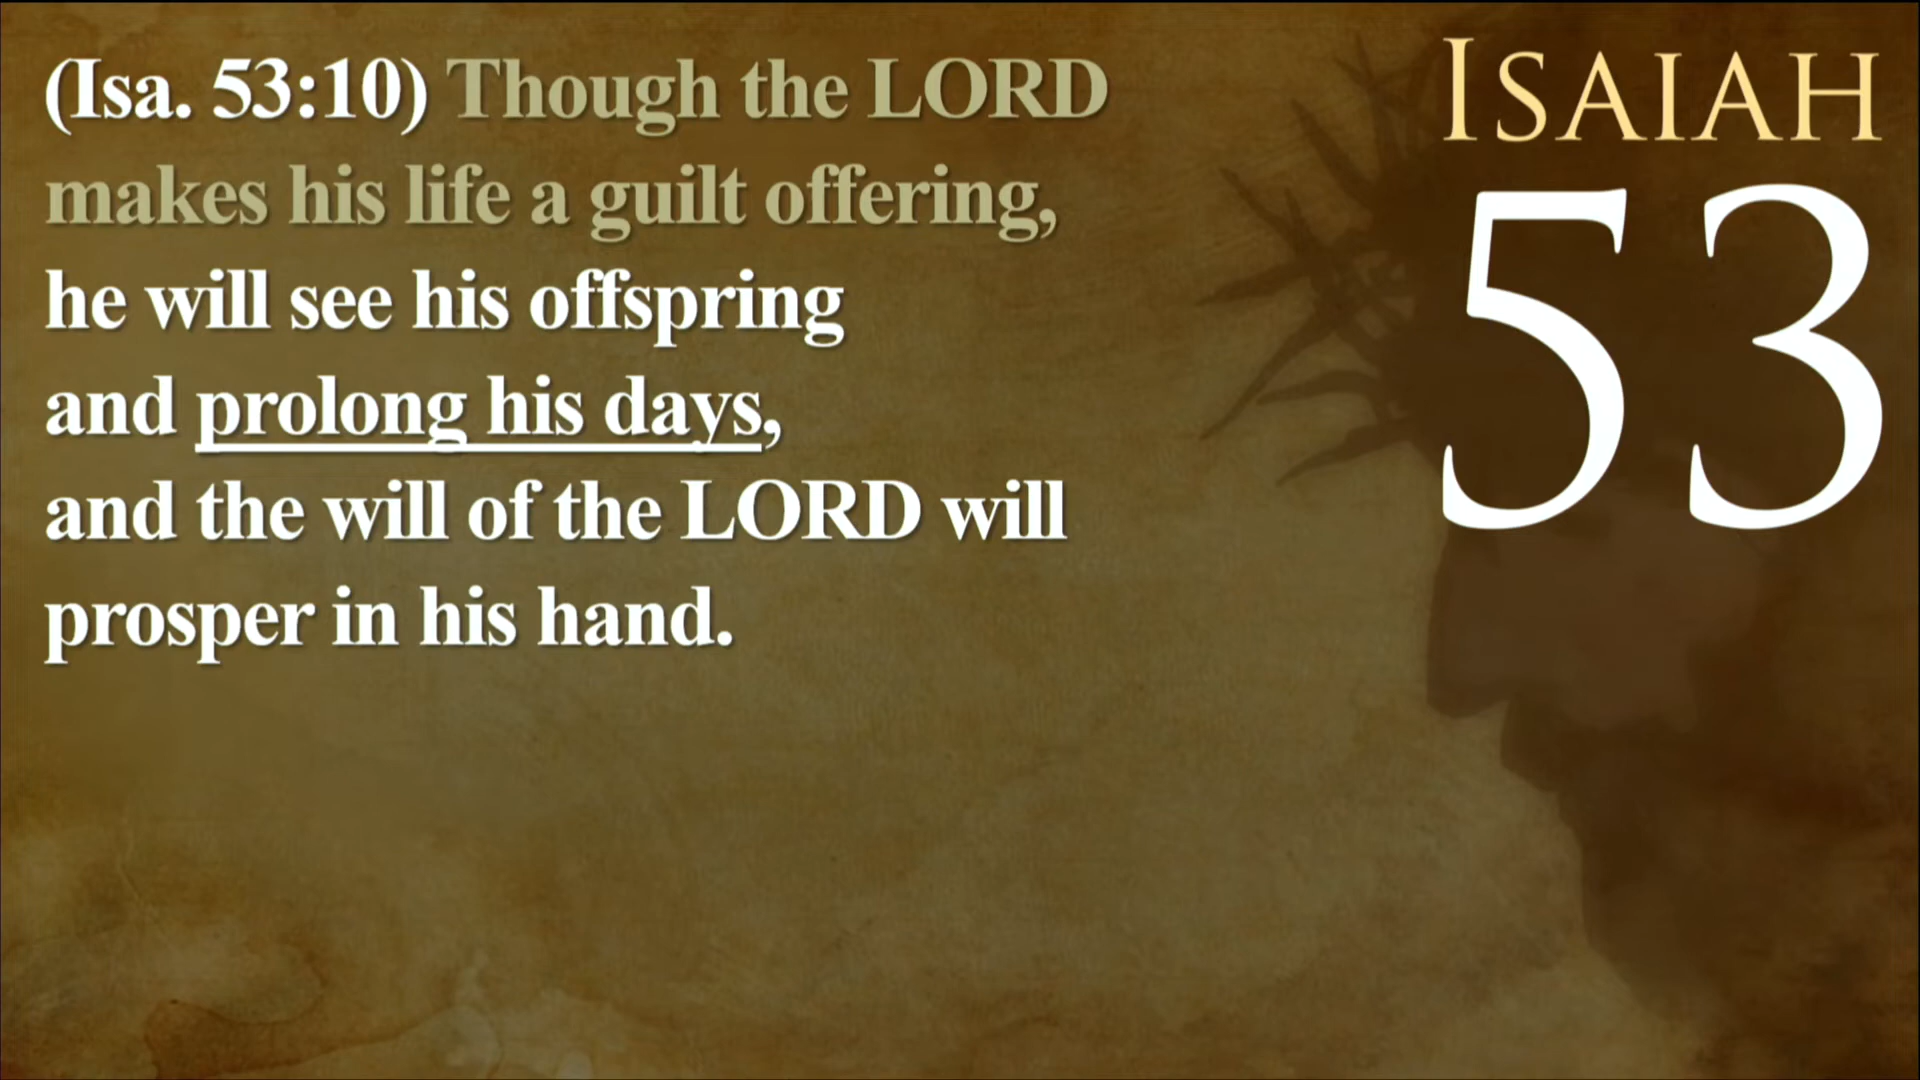 (Isa. 53:10) Though the LORD
makes his life a guilt offering,
he will see his offspring
and prolong his days,
and the will of the LORD will
prosper in his hand.
ISAIAH
53